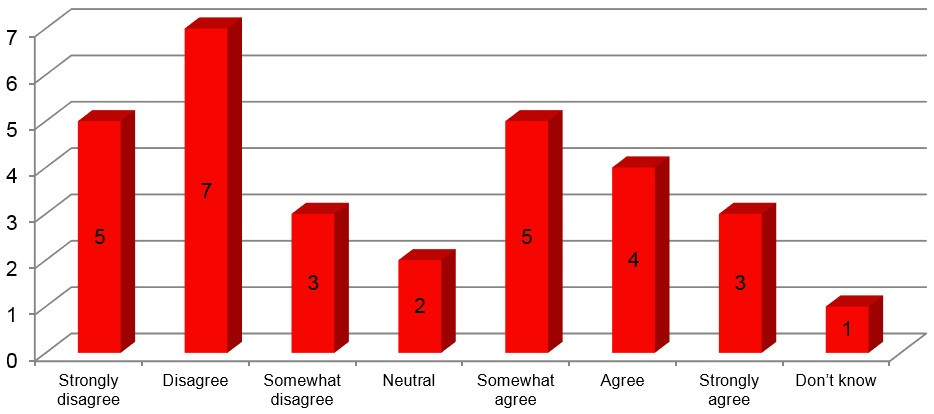 7
6
5
4
3
2
1
0
5
7
3
2
5
4
3
1
Strongly
disagree
Disagree
Somewhat
disagree
Neutral
Somewhat
agree
Agree
Strongly
agree
Don’t know